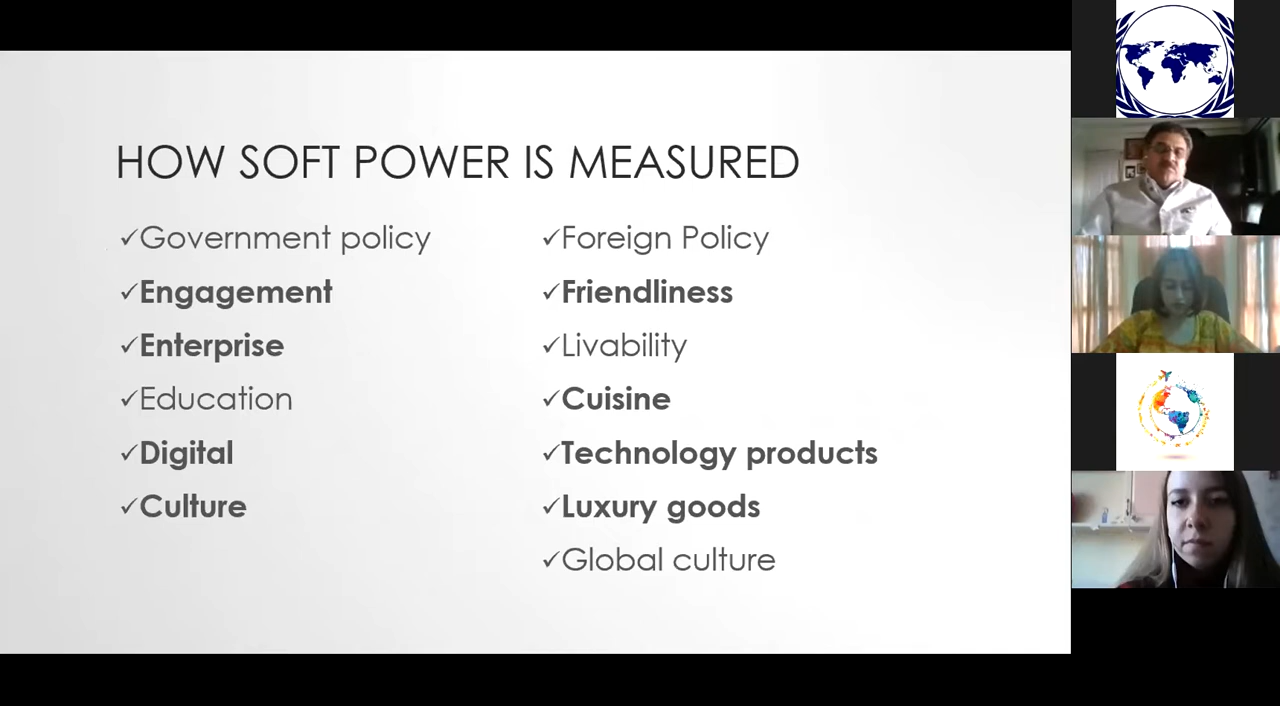 HOW SOFT POWER IS MEASURED
✓Government policy
✓Engagement
✓Enterprise
✓Education
✓Digital
✓Culture
✓Foreign Policy
✓Friendliness
✓Livability
✓Cuisine
✓Technology products
✓Luxury goods
✓Global culture